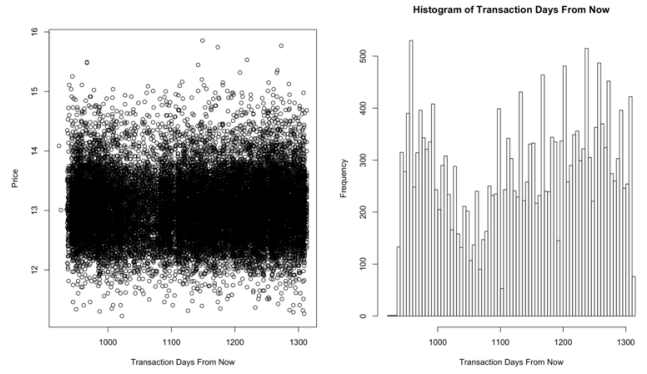 16
15
14
13
12
Price
1000 1100 1200 1300
Transaction Days From Now
Histogram of Transaction Days From Now
500
400
300
200
100
0
Frequency
1000 1100 1200 1300
Transaction Days From Now